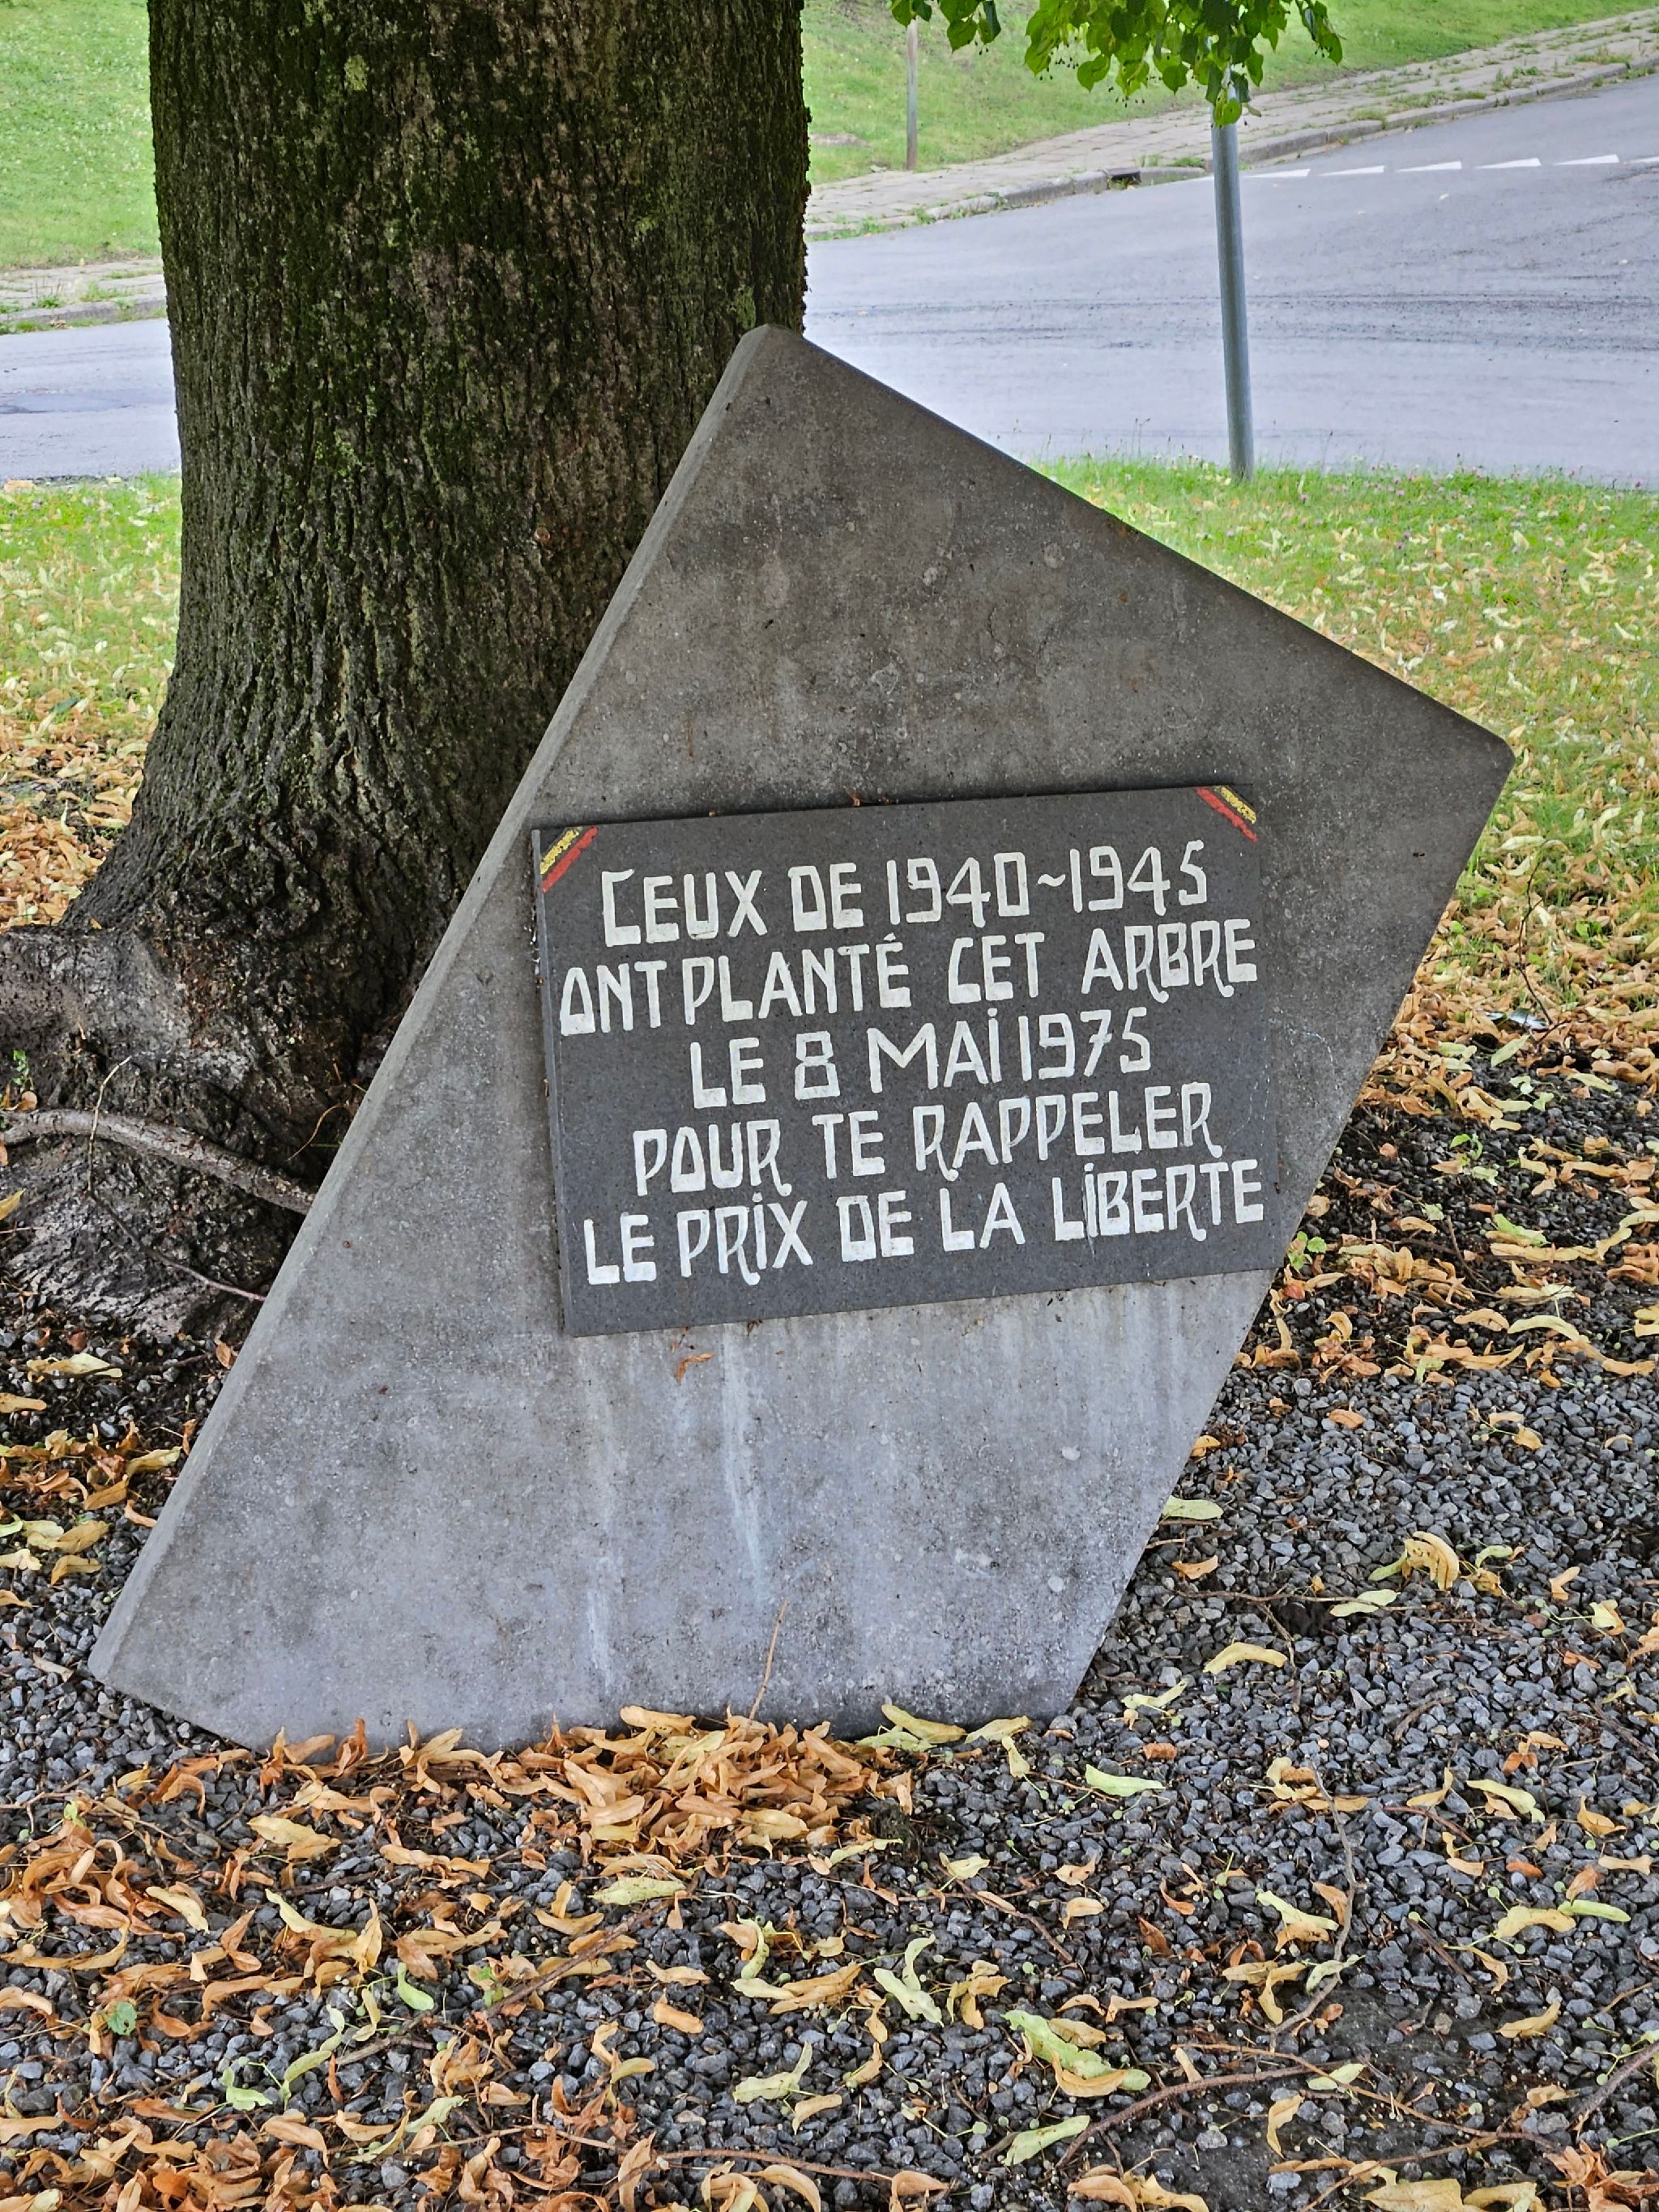 CEUX DE 1940~1945
ONT PLANTÉ CET ARBRE
LE 8 MAI 1975
POUR TE RAPPELER
LE PRIX DE LA LIBERTE